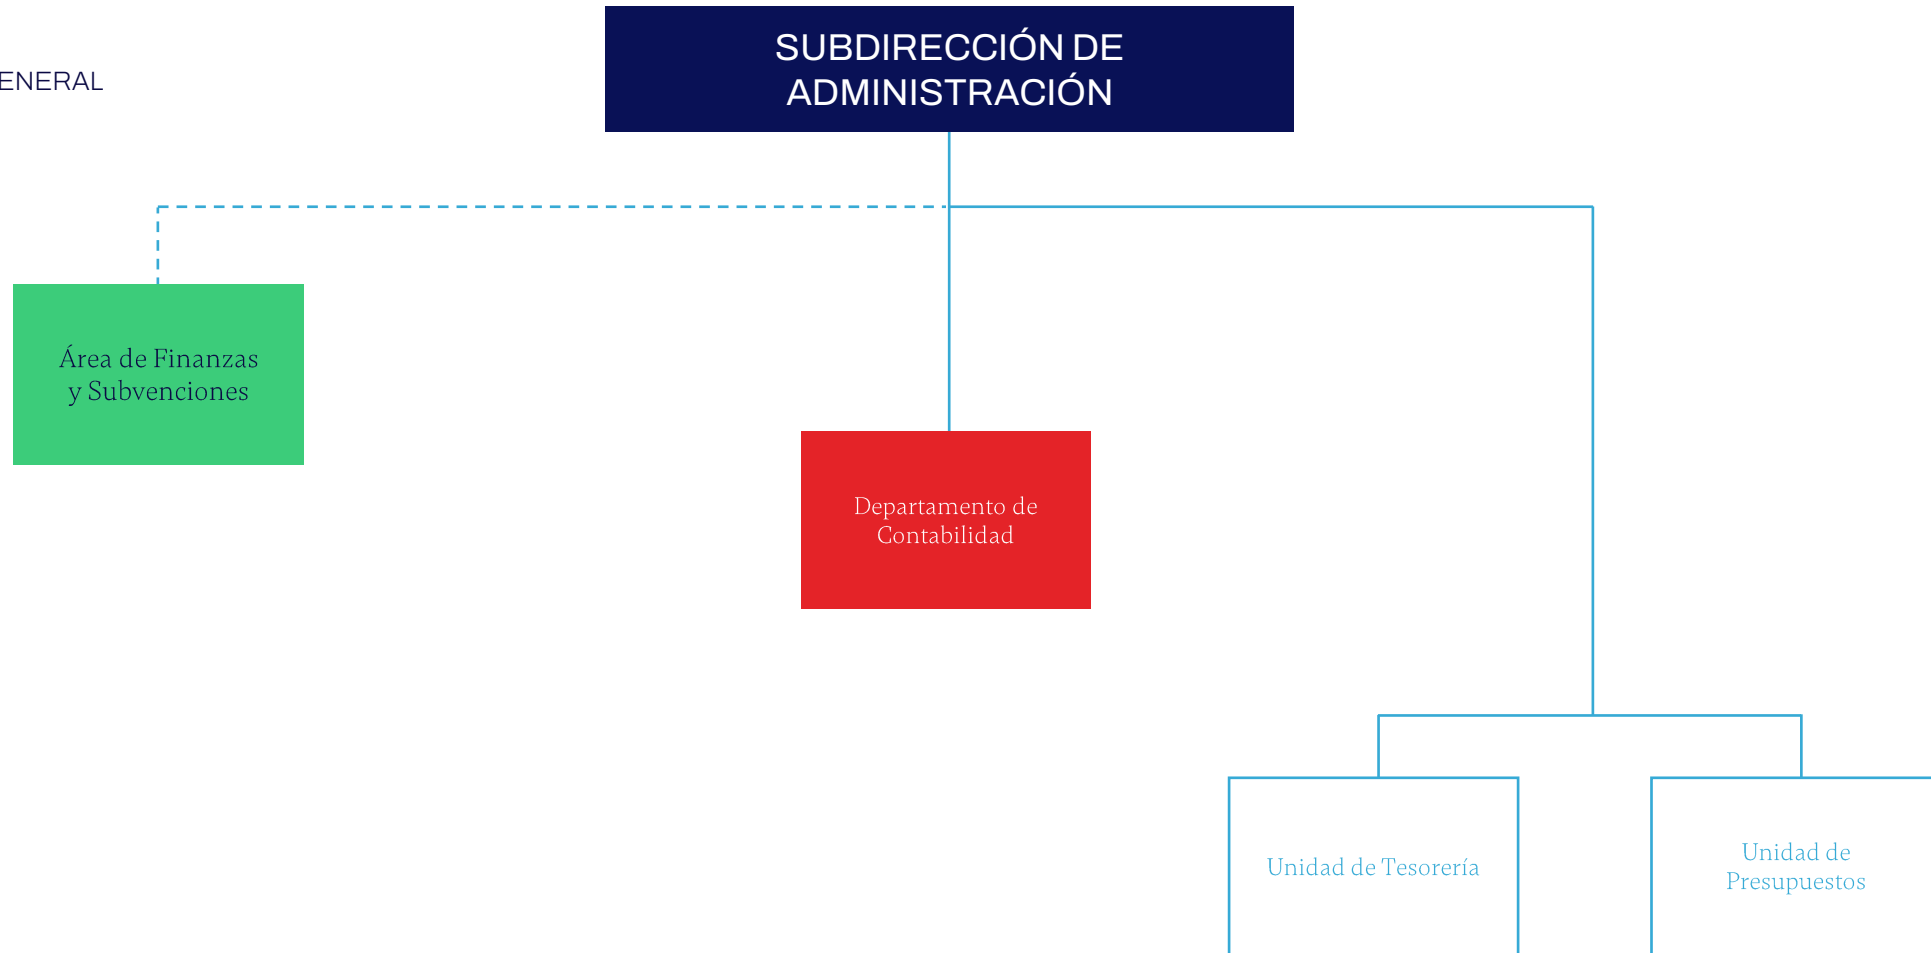 SUBDIRECCIÓN DE
ADMINISTRACIÓN
ENERAL
Área de Finanzas
y Subvenciones
Departamento de
Contabilidad
Unidad de Tesorería
Unidad de
Presupuestos